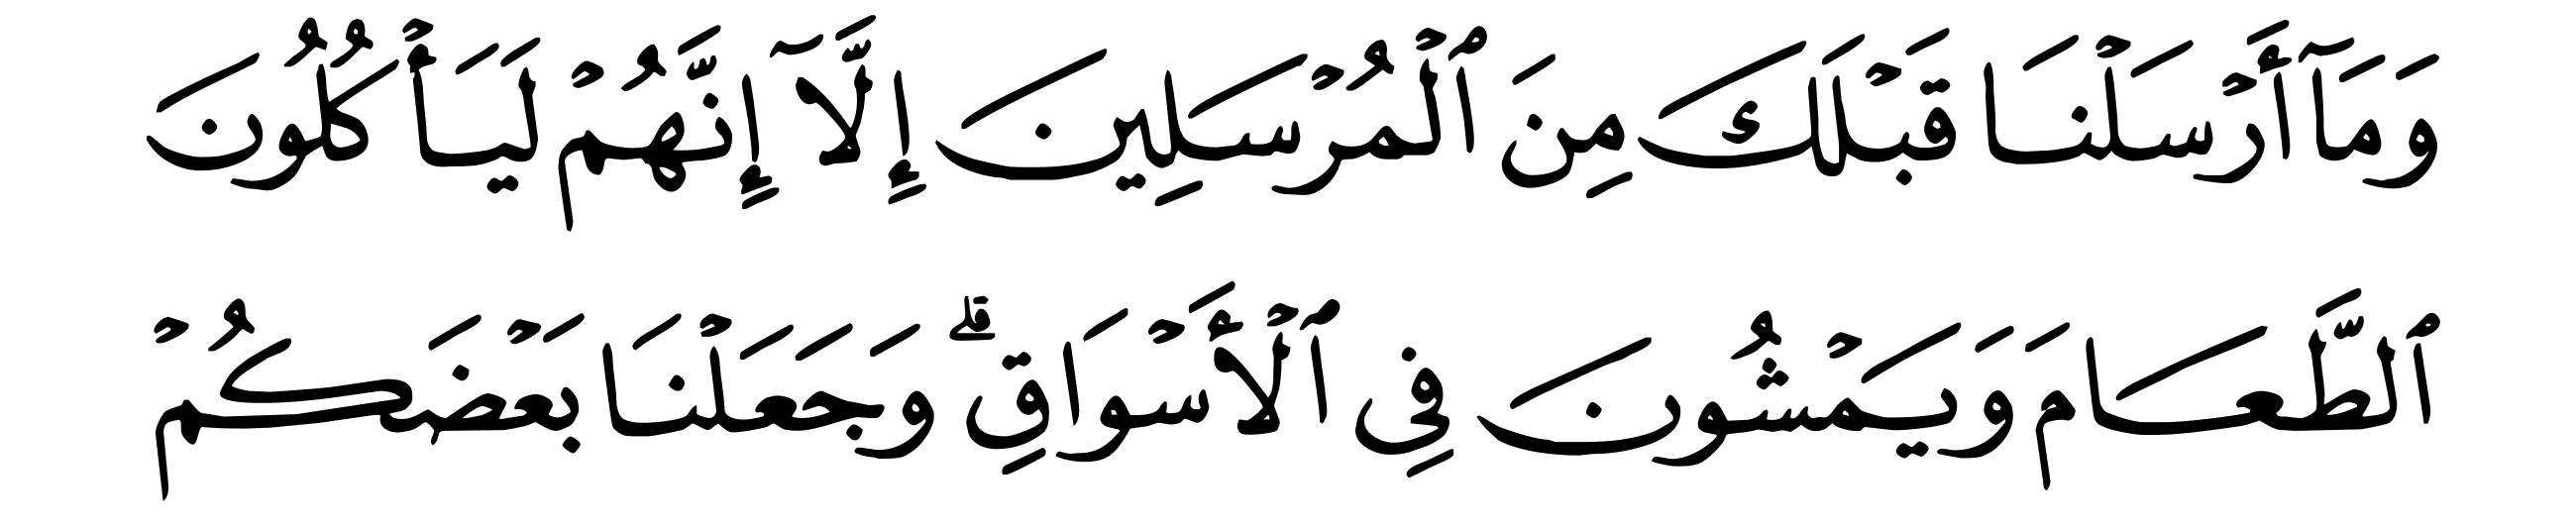 وَمَآ أَرْسَلْنَا قَبْلَكَ مِنَ ٱلْمُرْسَلِينَ إِلَّآ إِنَّهُمْ لَيَأْكُلُونَ
ٱلطَّعَامَ وَيَمْشُونَ فِي ٱلْأَسْوَاقِۗ وَجَعَلْنَا بَعْضَكُمْ